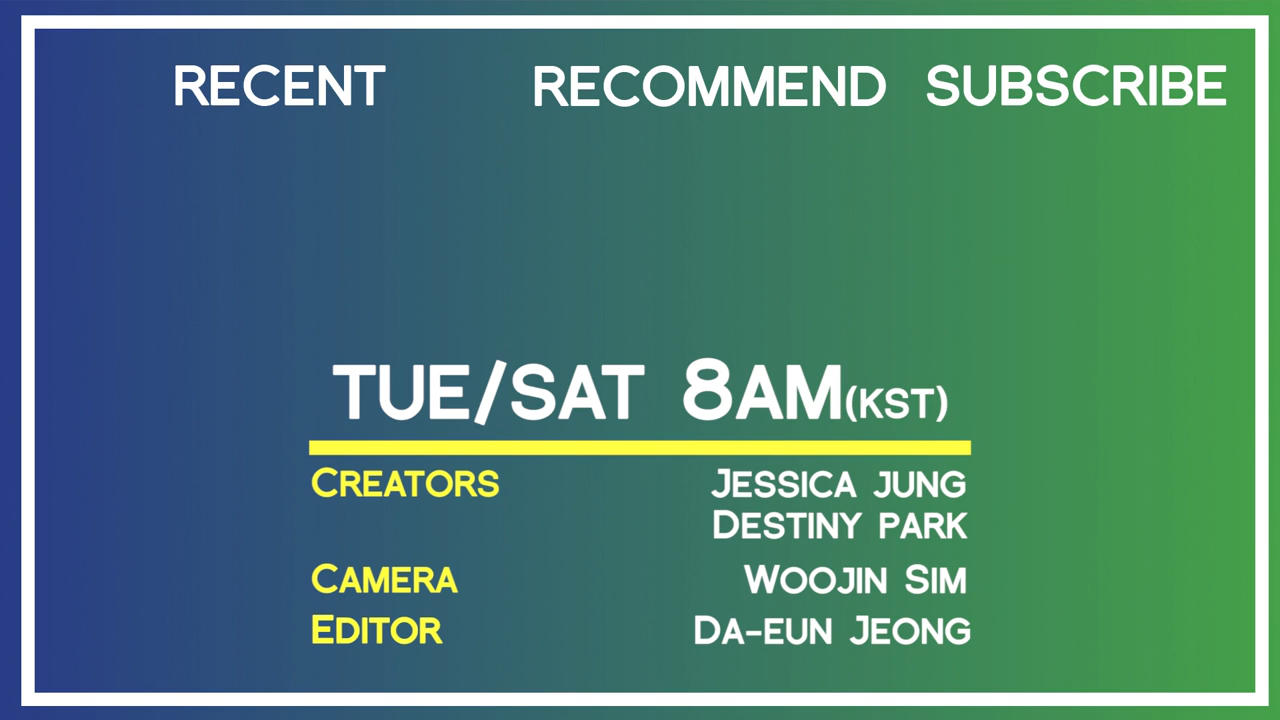 RECENT RECOMMEND SUBSCRIBE
TUE/SAT 8AM(KST)
CREATORS JESSICA JUNG
DESTINY PARK
CAMERA WOOJIN SIM
EDITOR DA-EUN JEONG